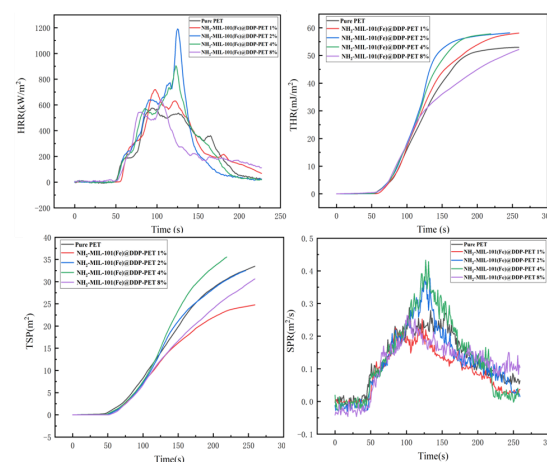 Pure PET
NH₂-MIL-101(Fe)@DDP-PET 1%
NH₂-MIL-101(Fe)@DDP-PET 2%
NH₂-MIL-101(Fe)@DDP-PET 4%
NH₂-MIL-101(Fe)@DDP-PET 8%
HRR(kW/m²)
1200
1000
800
600
400
200
0
−200
0 50 100 150 200 250
Time (s)
Pure PET
NH₂-MIL-101(Fe)@DDP-PET 1%
NH₂-MIL-101(Fe)@DDP-PET 2%
NH₂-MIL-101(Fe)@DDP-PET 4%
NH₂-MIL-101(Fe)@DDP-PET 8%
THR(mJ/m²)
60
50
40
30
20
10
0
0 50 100 150 200 250 30
Time (s)
Pure PET
NH₂-MIL-101(Fe)@DDP-PET 1%
NH₂-MIL-101(Fe)@DDP-PET 2%
NH₂-MIL-101(Fe)@DDP-PET 4%
NH₂-MIL-101(Fe)@DDP-PET 8%
TSP(m²)
35
30
25
20
15
10
5
0
−5
0 50 100 150 200 250 30
Time(s)
Pure PET
NH₂-MIL-101(Fe)@DDP-PET 1%
NH₂-MIL-101(Fe)@DDP-PET 2%
NH₂-MIL-101(Fe)@DDP-PET 4%
NH₂-MIL-101(Fe)@DDP-PET 8%
SPR(m²/s)
0.5
0.4
0.3
0.2
0.1
0.0
−0.1
0 50 100 150 200 250
Time(s)